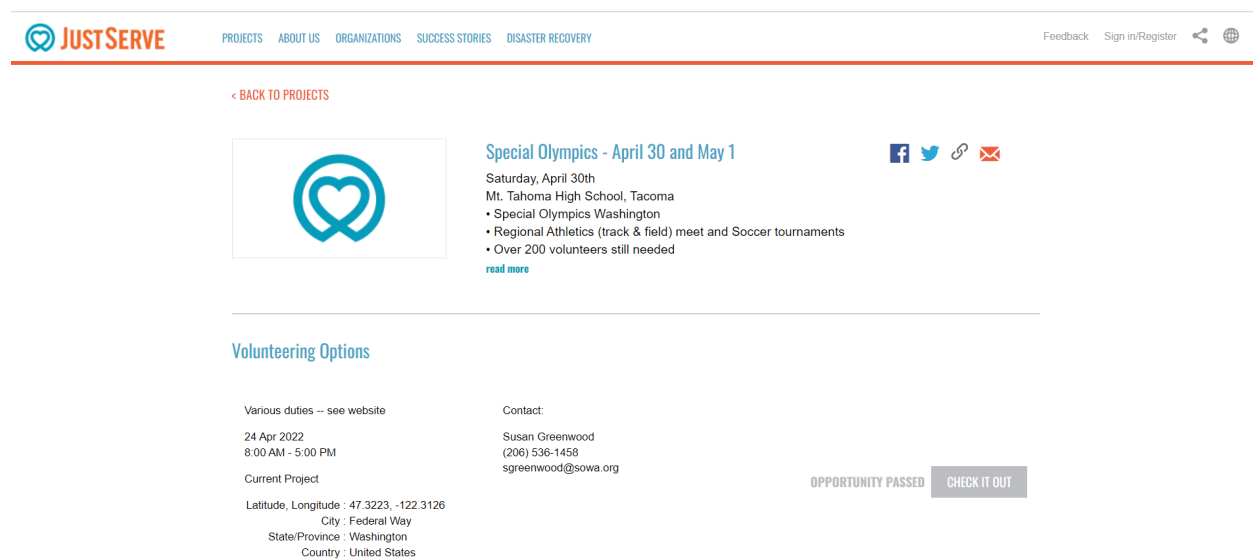 JUSTSERVE
PROJECTS ABOUT US ORGANIZATIONS SUCCESS STORIES DISASTER RECOVERY
Feedback Sign in/Register
< BACK TO PROJECTS
Special Olympics - April 30 and May 1
Saturday, April 30th
Mt. Tahoma High School, Tacoma
• Special Olympics Washington
• Regional Athletics (track & field) meet and Soccer tournaments
• Over 200 volunteers still needed
read more
Volunteering Options
Various duties -- see website
24 Apr 2022
8:00 AM - 5:00 PM
Current Project
Latitude, Longitude : 47.3223, -122.3126
City : Federal Way
State/Province : Washington
Country : United States
Contact:
Susan Greenwood
(206) 536-1458
sgreenwood@sowa.org
OPPORTUNITY PASSED CHECK IT OUT